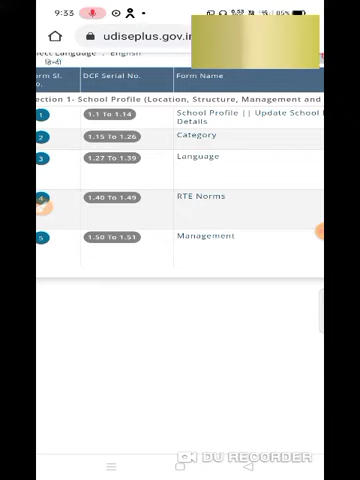 9:33
udiseplus.gov.in
ect Language : English
हिन्दी
orm Sl. No. DCF Serial No. Form Name
ection 1- School Profile (Location, Structure, Management and
1 1.1 To 1.14 School Profile || Update School Details
2 1.15 To 1.26 Category
3 1.27 To 1.39 Language
4 1.40 To 1.49 RTE Norms
5 1.50 To 1.51 Management
DU RECORDER